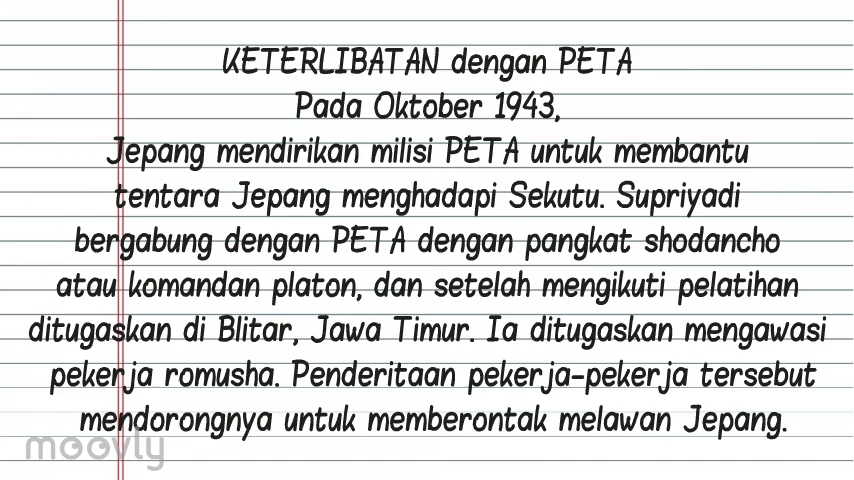 KETERLIBATAN dengan PETA
Pada Oktober 1943,
Jepang mendirikan milisi PETA untuk membantu
tentara Jepang menghadapi Sekutu. Supriyadi
bergabung dengan PETA dengan pangkat shodancho
atau komandan platon, dan setelah mengikuti pelatihan
ditugaskan di Blitar, Jawa Timur. Ia ditugaskan mengawasi
pekerja romusha. Penderitaan pekerja-pekerja tersebut
mendorongnya untuk memberontak melawan Jepang.
moovly